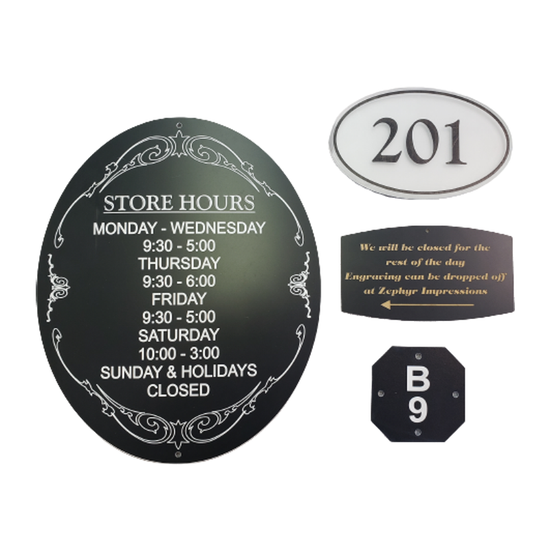 STORE HOURS
MONDAY - WEDNESDAY
9:30 - 5:00
THURSDAY
9:30 - 6:00
FRIDAY
9:30 - 5:00
SATURDAY
10:00 - 3:00
SUNDAY & HOLIDAYS
CLOSED
201
We will be closed for the
rest of the day
Engraving can be dropped off
at Zephyr Impressions
B
9